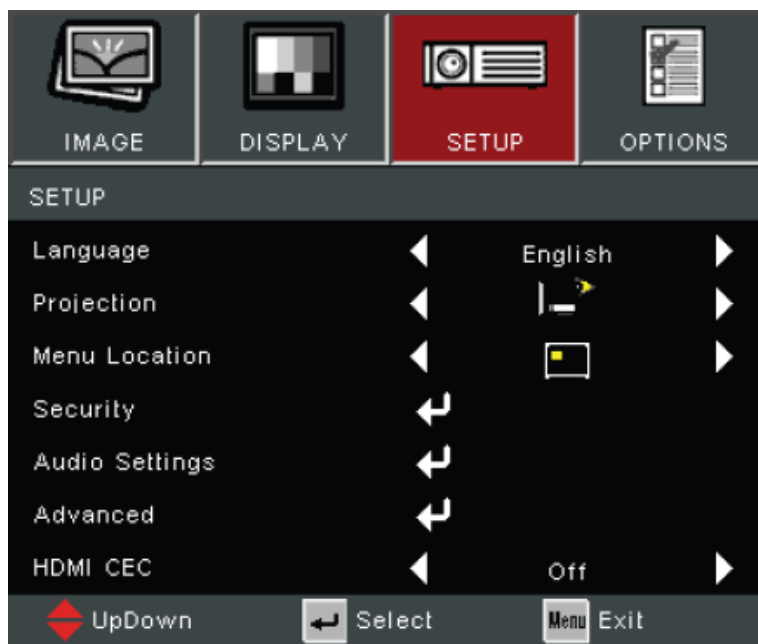 IMAGE DISPLAY SETUP OPTIONS
SETUP
Language English
Projection
Menu Location
Security
Audio Settings
Advanced
HDMI CEC Off
UpDown Select Menu Exit